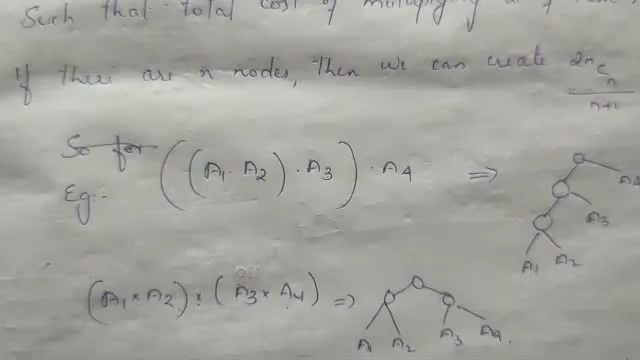 Such that total cost of multiplying
if there are n nodes, then we can create 2nCn
n+1
So for
Eg:- ((A1 . A2) . A3) . A4 =>
A4
A3
A1 A2
(A1 × A2) × (A3 × A4) =>
A1 A2 A3 A4